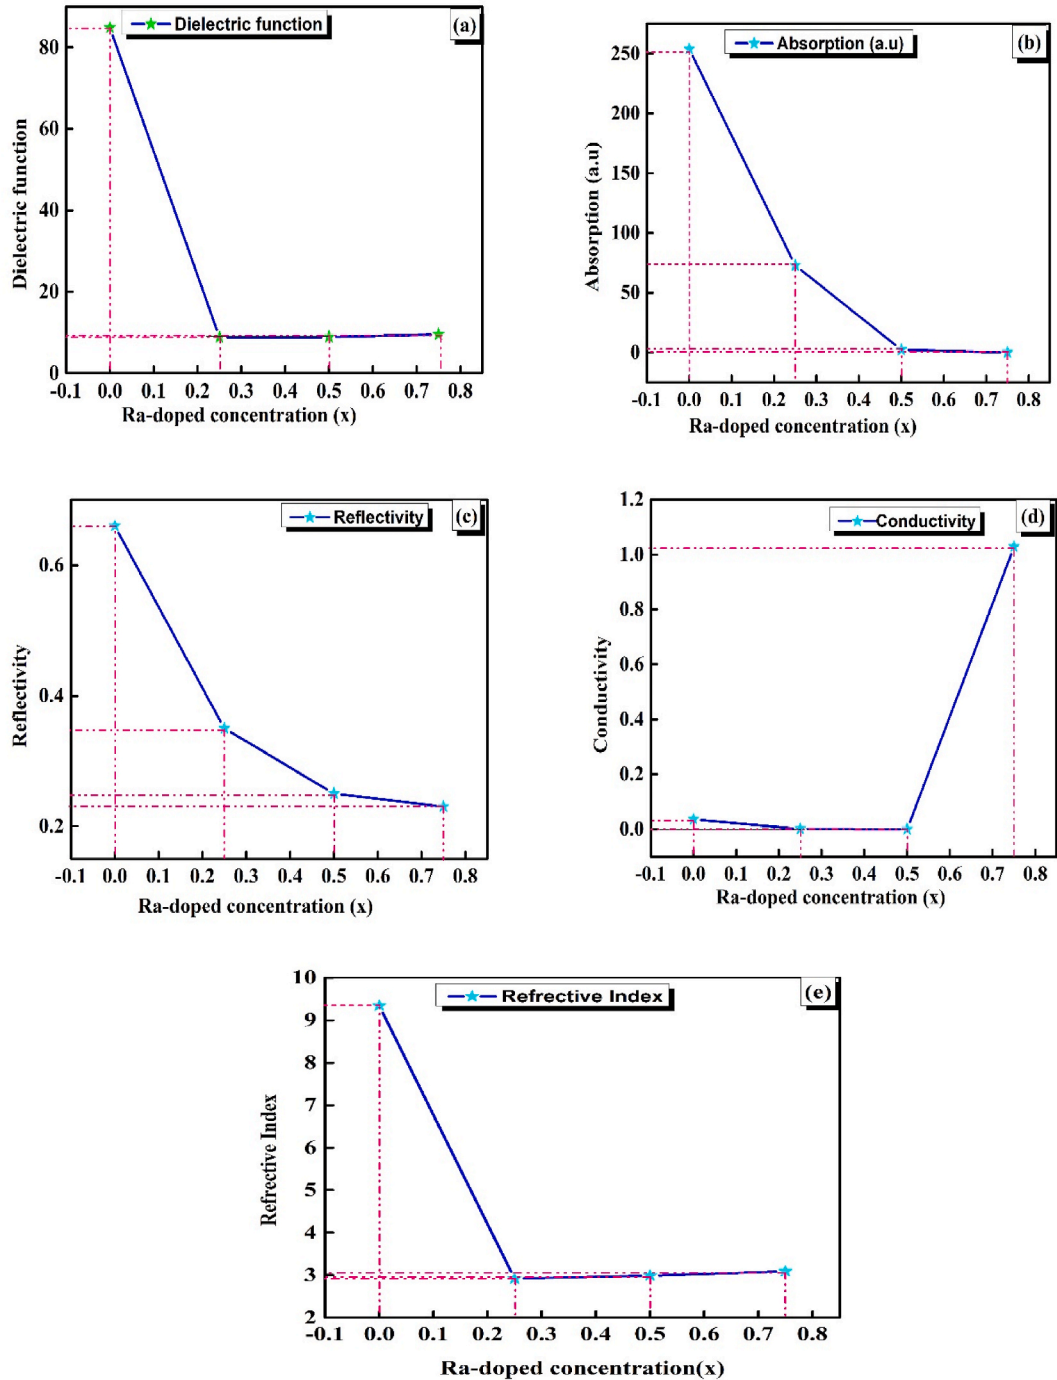 Dielectric function
(a)
80
60
40
20
0
Dielectric function
-0.1 0.0 0.1 0.2 0.3 0.4 0.5 0.6 0.7 0.8
Ra-doped concentration (x)
Absorption (a.u)
(b)
250
200
150
100
50
0
Absorption (a.u)
-0.1 0.0 0.1 0.2 0.3 0.4 0.5 0.6 0.7 0.8
Ra-doped concentration (x)
Reflectivity
(c)
0.6
0.4
0.2
Reflectivity
-0.1 0.0 0.1 0.2 0.3 0.4 0.5 0.6 0.7 0.8
Ra-doped concentration (x)
Conductivity
(d)
1.2
1.0
0.8
0.6
0.4
0.2
0.0
Conductivity
-0.1 0.0 0.1 0.2 0.3 0.4 0.5 0.6 0.7 0.8
Ra-doped concentration (x)
Refrective Index
(e)
10
9
8
7
6
5
4
3
2
Refrective Index
-0.1 0.0 0.1 0.2 0.3 0.4 0.5 0.6 0.7 0.8
Ra-doped concentration(x)